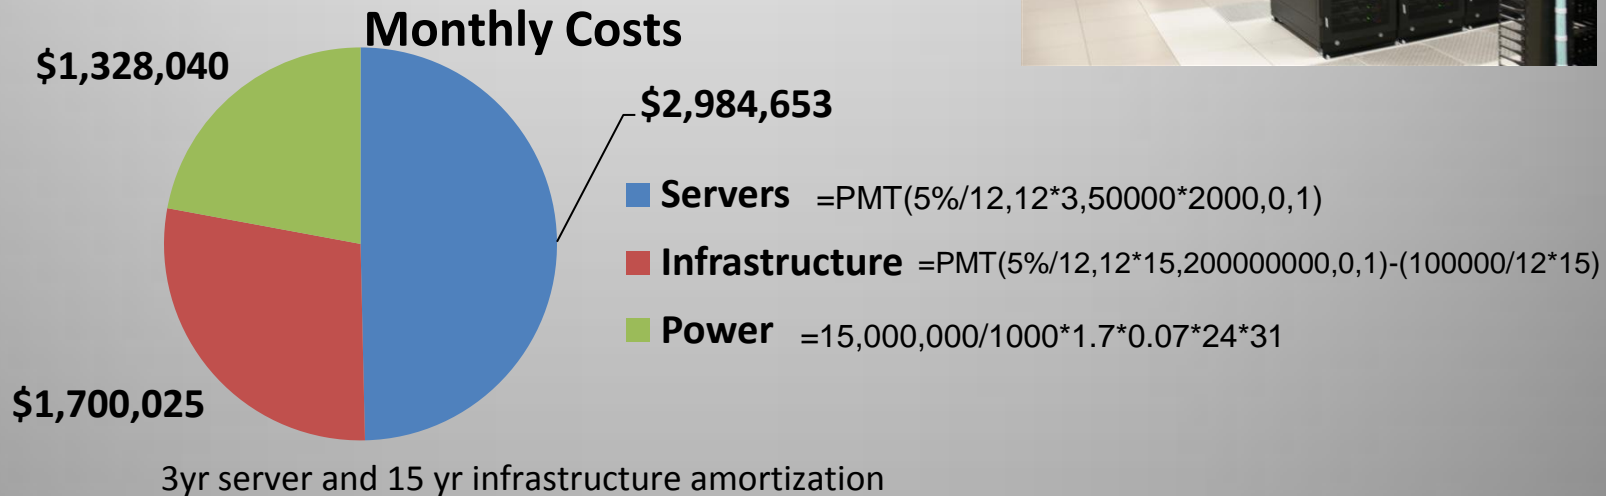 Monthly Costs
$1,328,040
$2,984,653
Servers =PMT(5%/12,12*3,50000*2000,0,1)
Infrastructure =PMT(5%/12,12*15,200000000,0,1)-(100000/12*15)
Power =15,000,000/1000*1.7*0.07*24*31
$1,700,025
3yr server and 15 yr infrastructure amortization